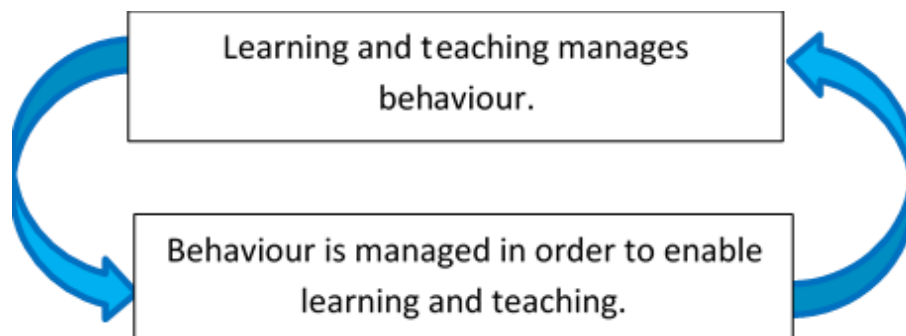 Learning and teaching manages
behaviour.
Behaviour is managed in order to enable
learning and teaching.